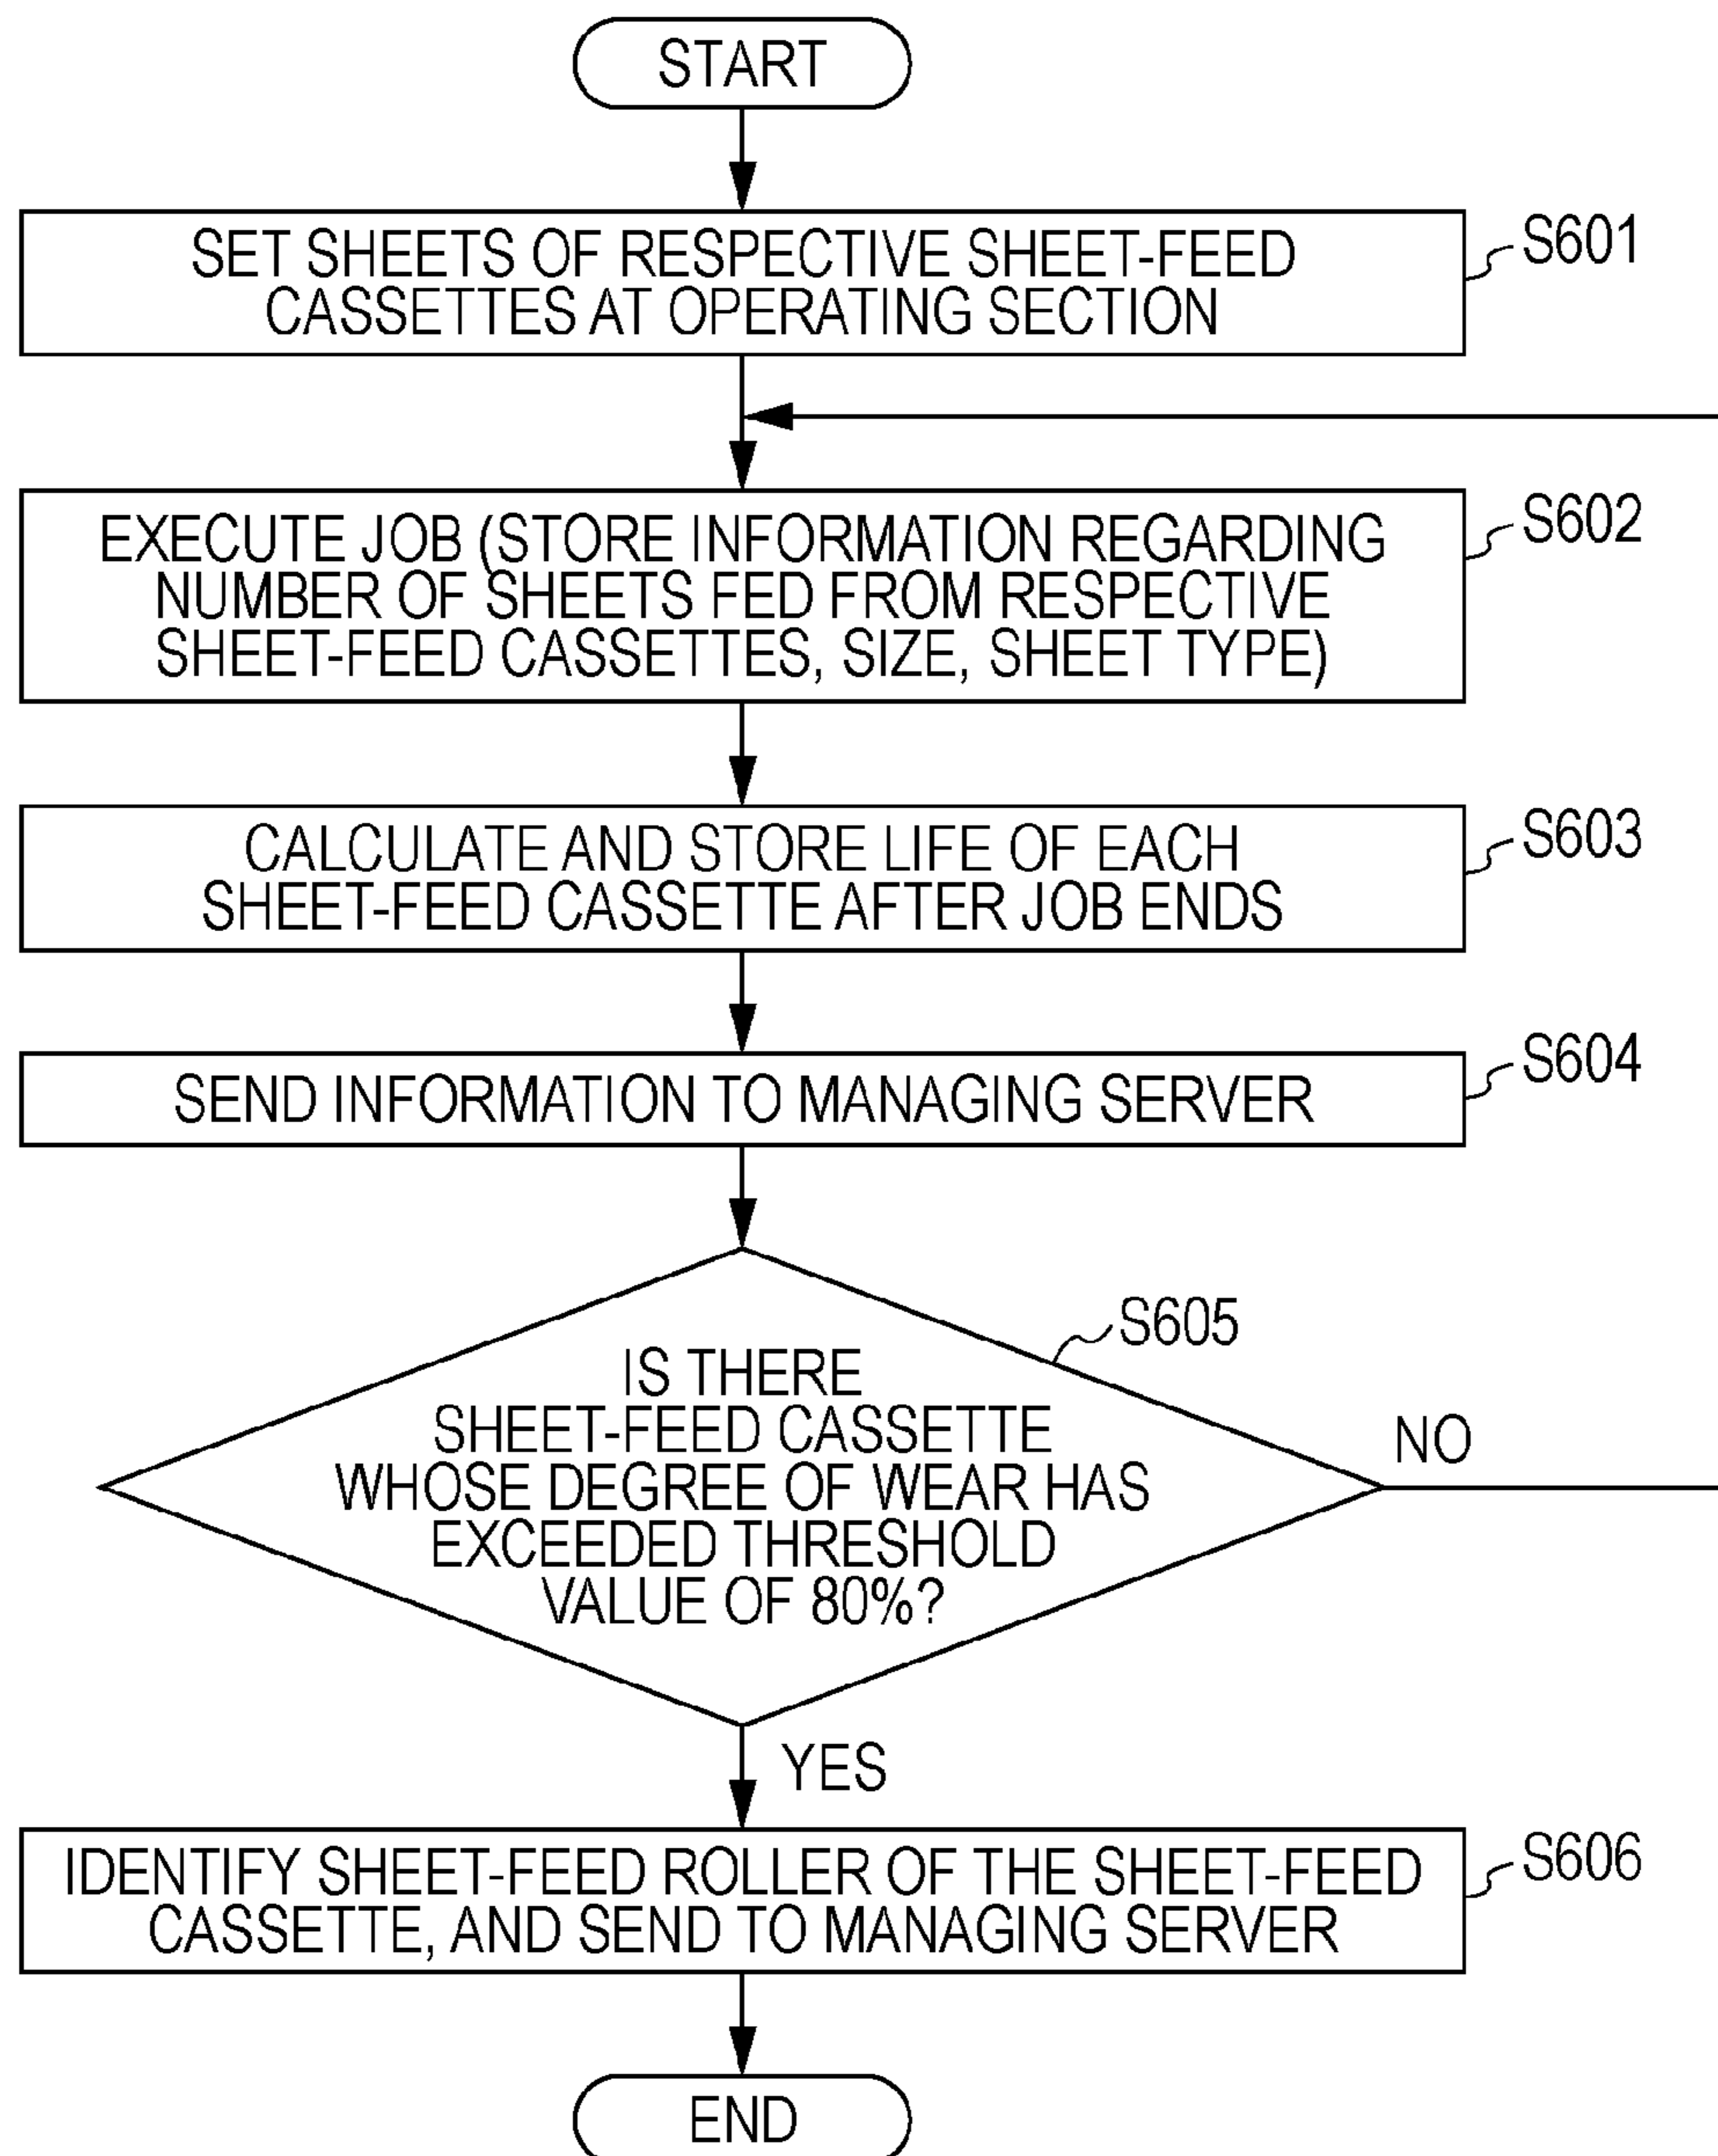 START
SET SHEETS OF RESPECTIVE SHEET-FEED
CASSETTES AT OPERATING SECTION
S601
EXECUTE JOB (STORE INFORMATION REGARDING
NUMBER OF SHEETS FED FROM RESPECTIVE
SHEET-FEED CASSETTES, SIZE, SHEET TYPE)
S602
CALCULATE AND STORE LIFE OF EACH
SHEET-FEED CASSETTE AFTER JOB ENDS
S603
SEND INFORMATION TO MANAGING SERVER
S604
IS THERE
SHEET-FEED CASSETTE
WHOSE DEGREE OF WEAR HAS
EXCEEDED THRESHOLD
VALUE OF 80%?
S605
NO
YES
IDENTIFY SHEET-FEED ROLLER OF THE SHEET-FEED
CASSETTE, AND SEND TO MANAGING SERVER
S606
END